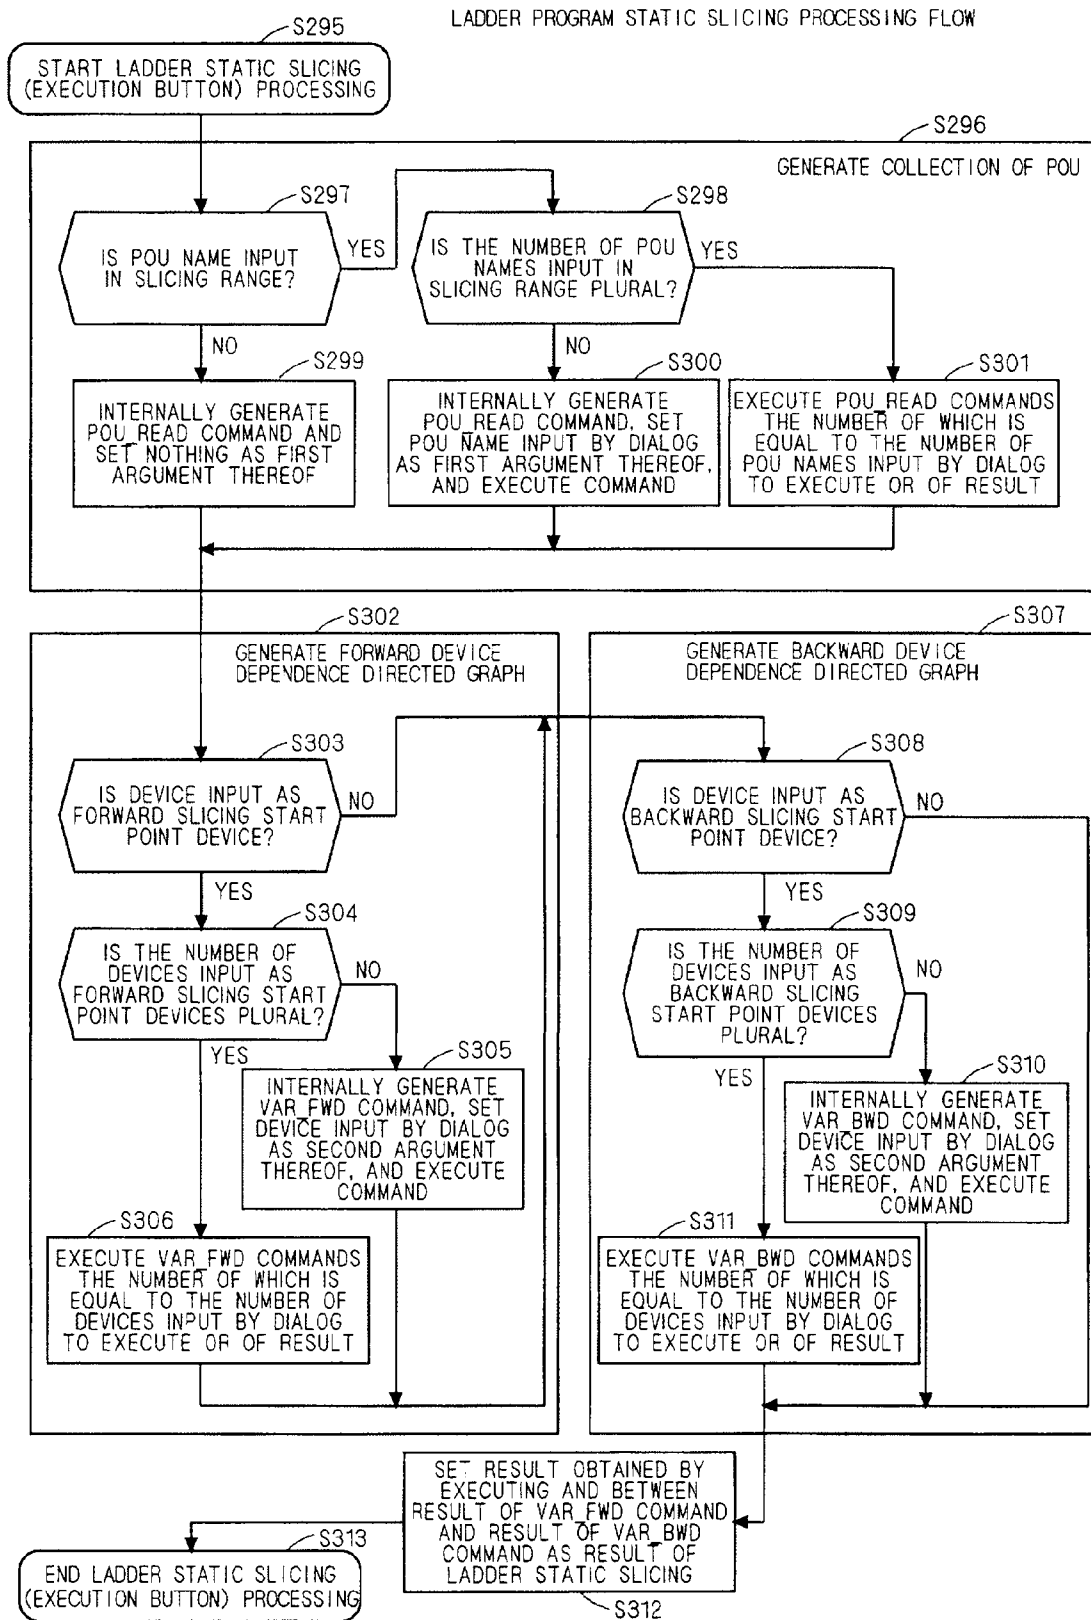 LADDER PROGRAM STATIC SLICING PROCESSING FLOW
S295
START LADDER STATIC SLICING
(EXECUTION BUTTON) PROCESSING
S296
GENERATE COLLECTION OF POU
S297
IS POU NAME INPUT
IN SLICING RANGE?
YES
NO
S298
IS THE NUMBER OF POU
NAMES INPUT IN
SLICING RANGE PLURAL?
YES
NO
S299
INTERNALLY GENERATE
POU_READ COMMAND AND
SET NOTHING AS FIRST
ARGUMENT THEREOF
S300
INTERNALLY GENERATE
POU_READ COMMAND, SET
POU NAME INPUT BY DIALOG
AS FIRST ARGUMENT THEREOF,
AND EXECUTE COMMAND
S301
EXECUTE POU_READ COMMANDS
THE NUMBER OF WHICH IS
EQUAL TO THE NUMBER OF
POU NAMES INPUT BY DIALOG
TO EXECUTE OR OF RESULT
S302
GENERATE FORWARD DEVICE
DEPENDENCE DIRECTED GRAPH
S303
IS DEVICE INPUT AS
FORWARD SLICING START
POINT DEVICE?
NO
YES
S304
IS THE NUMBER OF
DEVICES INPUT AS
FORWARD SLICING START
POINT DEVICES PLURAL?
NO
YES
S305
INTERNALLY GENERATE
VAR_FWD COMMAND, SET
DEVICE INPUT BY DIALOG
AS SECOND ARGUMENT
THEREOF, AND EXECUTE
COMMAND
S306
EXECUTE VAR_FWD COMMANDS
THE NUMBER OF WHICH IS
EQUAL TO THE NUMBER OF
DEVICES INPUT BY DIALOG
TO EXECUTE OR OF RESULT
S307
GENERATE BACKWARD DEVICE
DEPENDENCE DIRECTED GRAPH
S308
IS DEVICE INPUT AS
BACKWARD SLICING START
POINT DEVICE?
NO
YES
S309
IS THE NUMBER OF
DEVICES INPUT AS
BACKWARD SLICING
START POINT DEVICES
PLURAL?
NO
YES
S310
INTERNALLY GENERATE
VAR_BWD COMMAND, SET
DEVICE INPUT BY DIALOG
AS SECOND ARGUMENT
THEREOF, AND EXECUTE
COMMAND
S311
EXECUTE VAR_BWD COMMANDS
THE NUMBER OF WHICH IS
EQUAL TO THE NUMBER OF
DEVICES INPUT BY DIALOG
TO EXECUTE OR OF RESULT
SET RESULT OBTAINED BY
EXECUTING AND BETWEEN
RESULT OF VAR_FWD COMMAND
AND RESULT OF VAR_BWD
COMMAND AS RESULT OF
LADDER STATIC SLICING
S312
S313
END LADDER STATIC SLICING
(EXECUTION BUTTON) PROCESSING